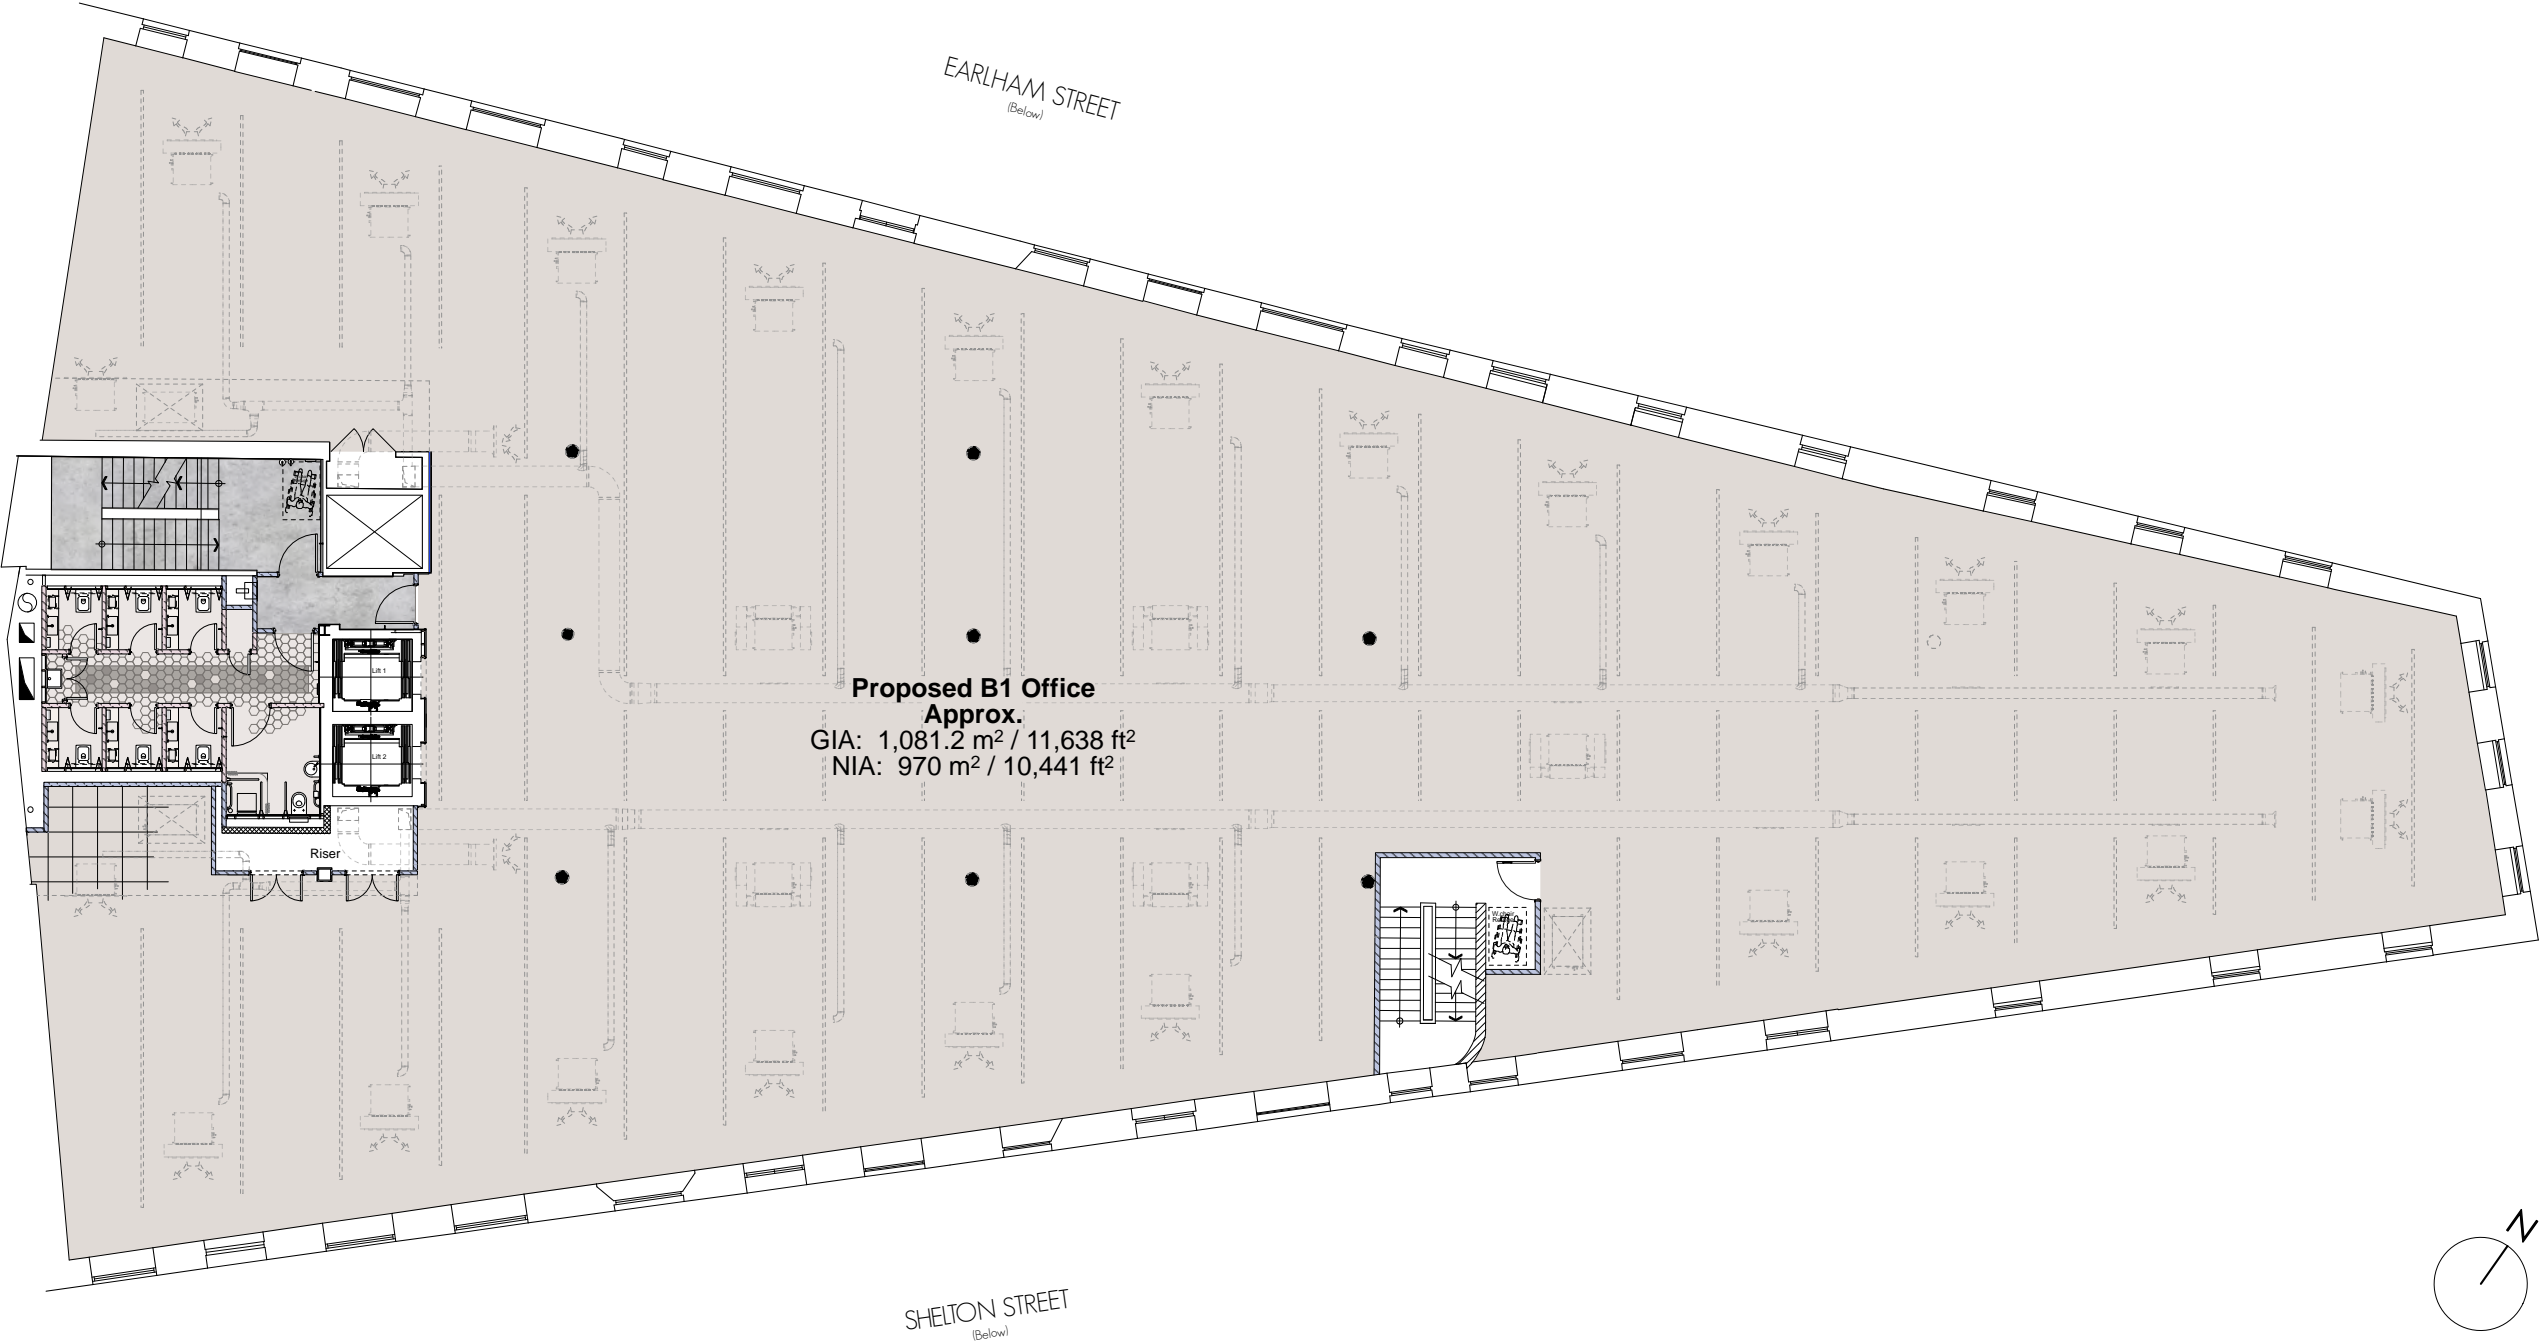 EARLHAM STREET
(Below)
Lift 1
Proposed B1 Office
Approx.
GIA: 1,081.2 m² / 11,638 ft²
NIA: 970 m² / 10,441 ft²
Lift 2
Riser
W.chair
N
SHELTON STREET
(Below)